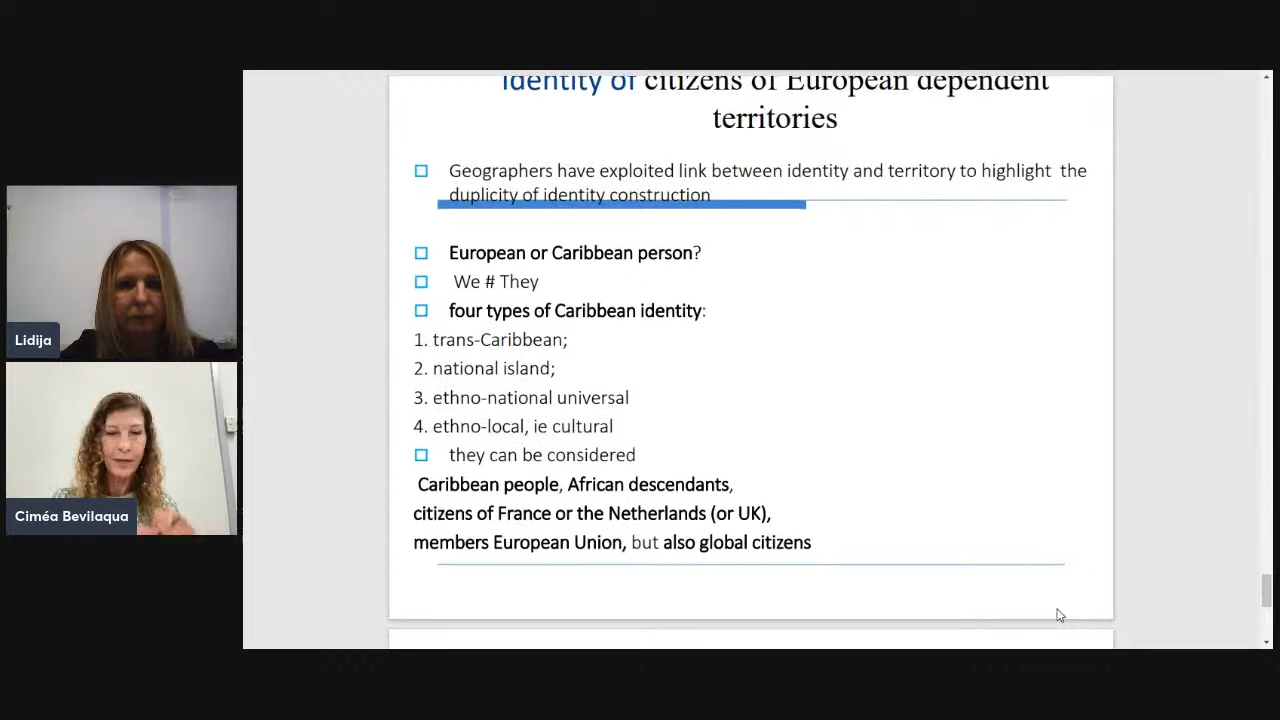 Identity of citizens of European dependent
territories
Geographers have exploited link between identity and territory to highlight the
duplicity of identity construction
European or Caribbean person?
We # They
four types of Caribbean identity:
1. trans-Caribbean;
2. national island;
3. ethno-national universal
4. ethno-local, ie cultural
they can be considered
Caribbean people, African descendants,
citizens of France or the Netherlands (or UK),
members European Union, but also global citizens
Lidija
Ciméa Bevilaqua